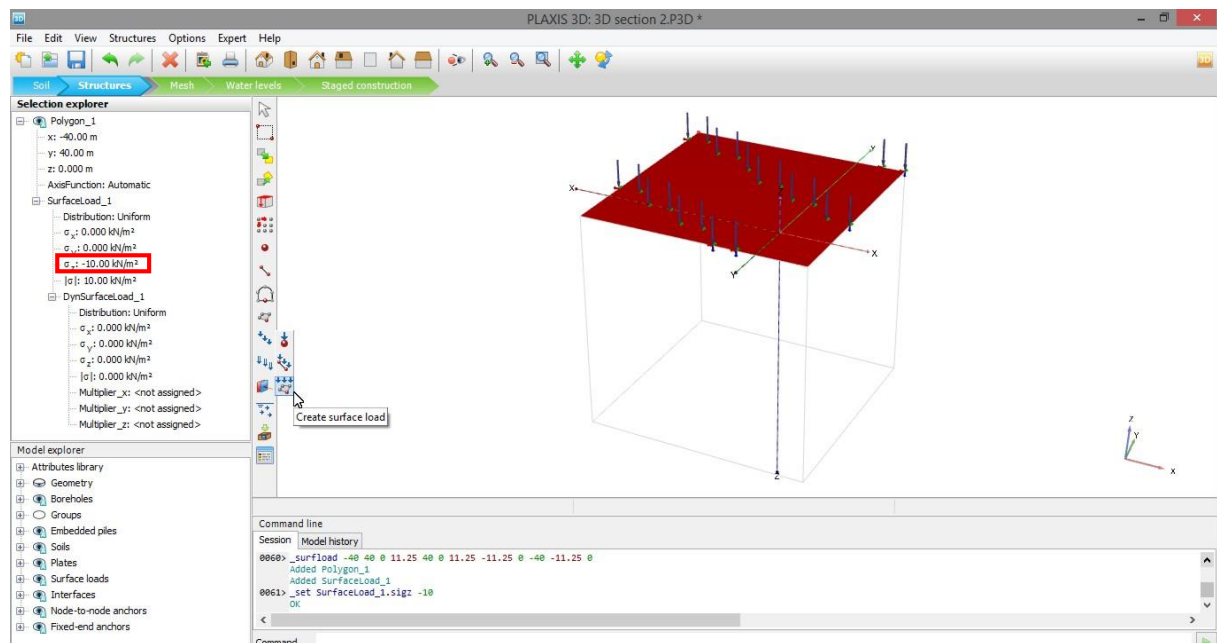 3D
PLAXIS 3D: 3D section 2.P3D *
File Edit View Structures Options Expert Help
3D
Soil Structures Mesh Water levels Staged construction
Selection explorer
Polygon_1
x: -40.00 m
y: 40.00 m
z: 0.000 m
AxisFunction: Automatic
SurfaceLoad_1
Distribution: Uniform
σx: 0.000 kN/m²
σy: 0.000 kN/m²
σz: -10.00 kN/m²
|σ|: 10.00 kN/m²
DynSurfaceLoad_1
Distribution: Uniform
σx: 0.000 kN/m²
σy: 0.000 kN/m²
σz: 0.000 kN/m²
|σ|: 0.000 kN/m²
Multiplier_x: <not assigned>
Multiplier_y: <not assigned>
Multiplier_z: <not assigned>
Create surface load
X
Y
Z
X
Y
Z
Z
Y
X
Model explorer
Attributes library
Geometry
Boreholes
Groups
Embedded piles
Soils
Plates
Surface loads
Interfaces
Node-to-node anchors
Fixed-end anchors
Command line
Session Model history
0060> _surfload -40 40 0 11.25 40 0 11.25 -11.25 0 -40 -11.25 0
Added Polygon_1
Added SurfaceLoad_1
0061> _set SurfaceLoad_1.sigz -10
OK
Command